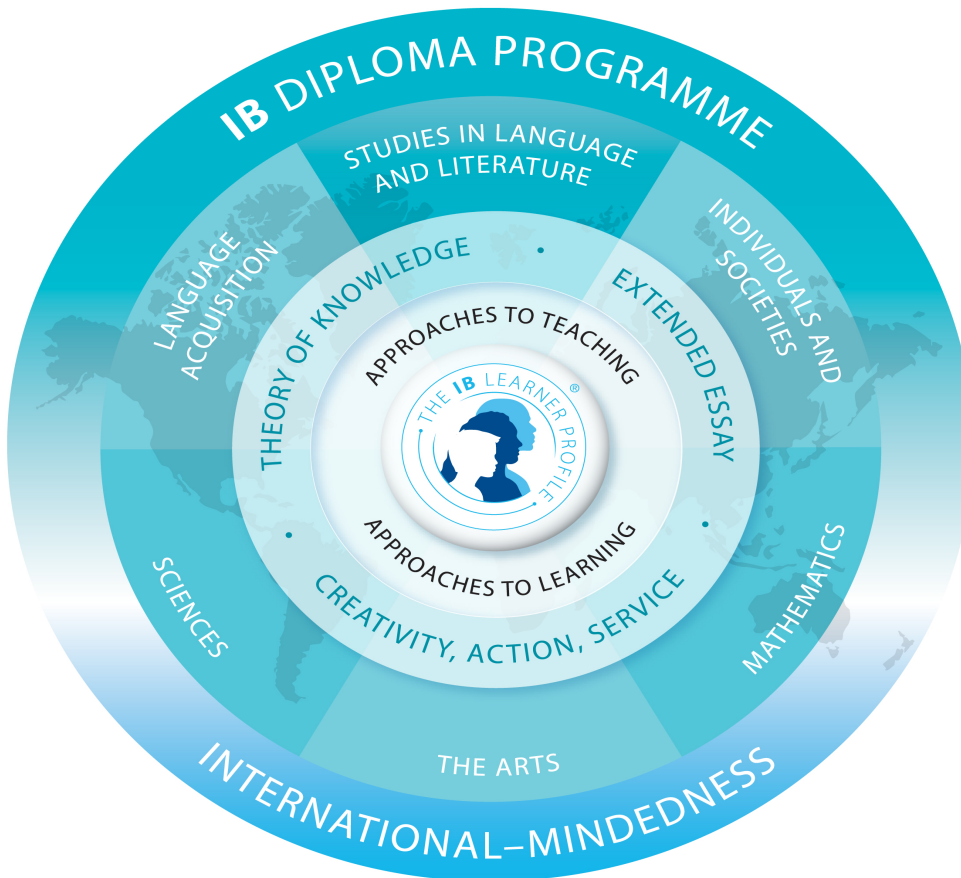 IB DIPLOMA PROGRAMME
STUDIES IN LANGUAGE
AND LITERATURE
LANGUAGE
ACQUISITION
INDIVIDUALS AND
SOCIETIES
THEORY OF KNOWLEDGE
·
EXTENDED ESSAY
APPROACHES TO TEACHING
THE IB LEARNER PROFILE
®
APPROACHES TO LEARNING
·
CREATIVITY, ACTION, SERVICE
·
SCIENCES
MATHEMATICS
THE ARTS
INTERNATIONAL–MINDEDNESS